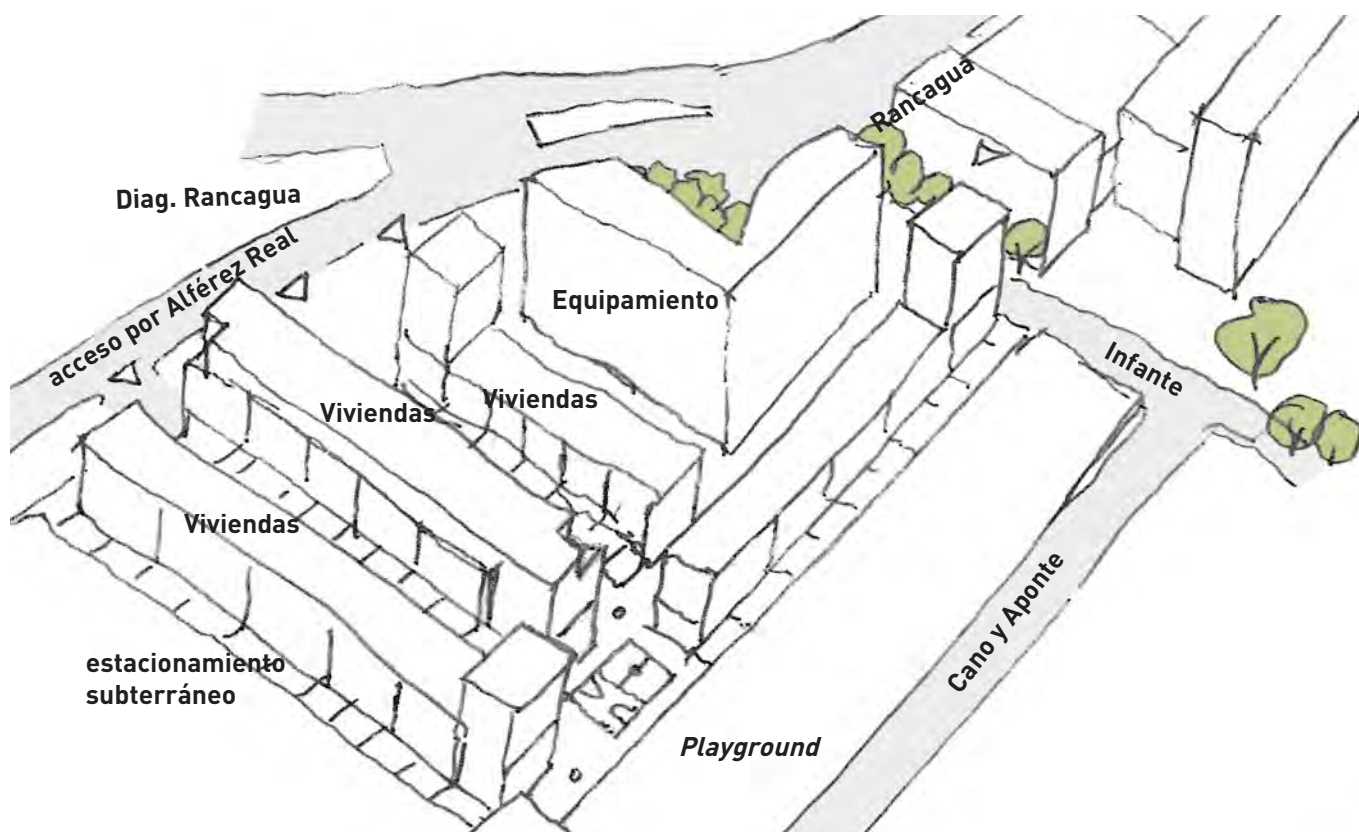 Rancagua
Diag. Rancagua
acceso por Alférez Real
Equipamiento
Infante
Viviendas
Viviendas
Viviendas
Cano y Aponte
estacionamiento
subterráneo
Playground